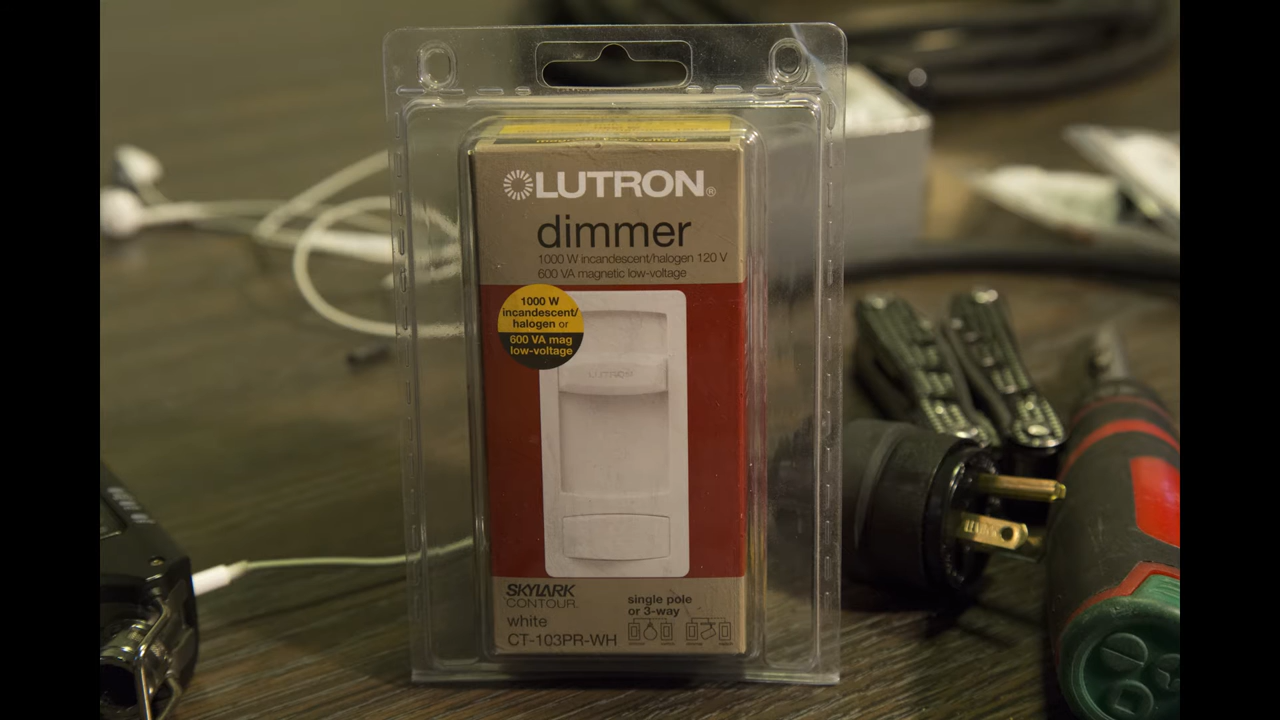 LUTRON®
dimmer
1000 W incandescent/halogen 120 V
600 VA magnetic low-voltage
1000 W
incandescent/
halogen or
600 VA mag
low-voltage
LUTRON
SKYLARK
CONTOUR.
white
CT-103PR-WH
single pole
or 3-way